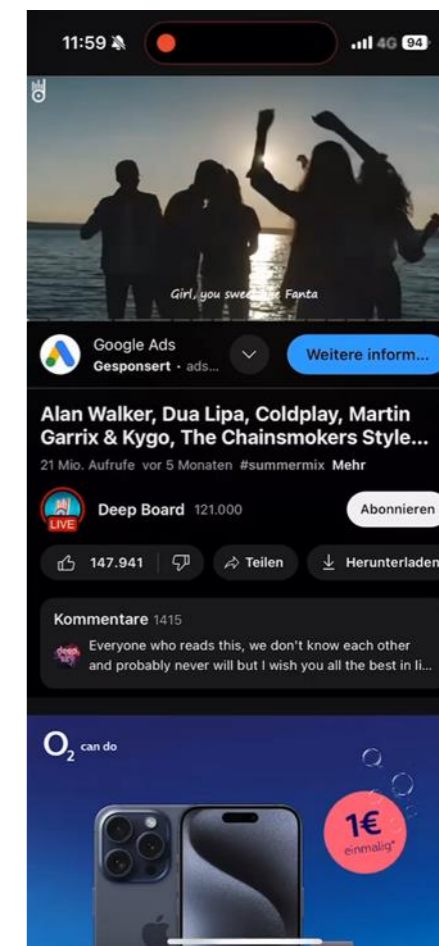 11:59
4G 94
Girl, you sweet Fanta
Google Ads
Gesponsert · ads...
Weitere inform...
Alan Walker, Dua Lipa, Coldplay, Martin
Garrix & Kygo, The Chainsmokers Style...
21 Mio. Aufrufe vor 5 Monaten #summermix Mehr
LIVE
Deep Board 121.000
Abonnieren
147.941
Teilen
Herunterladen
Kommentare 1415
Everyone who reads this, we don't know each other
and probably never will but I wish you all the best in li...
O2 can do
1€
einmalig*